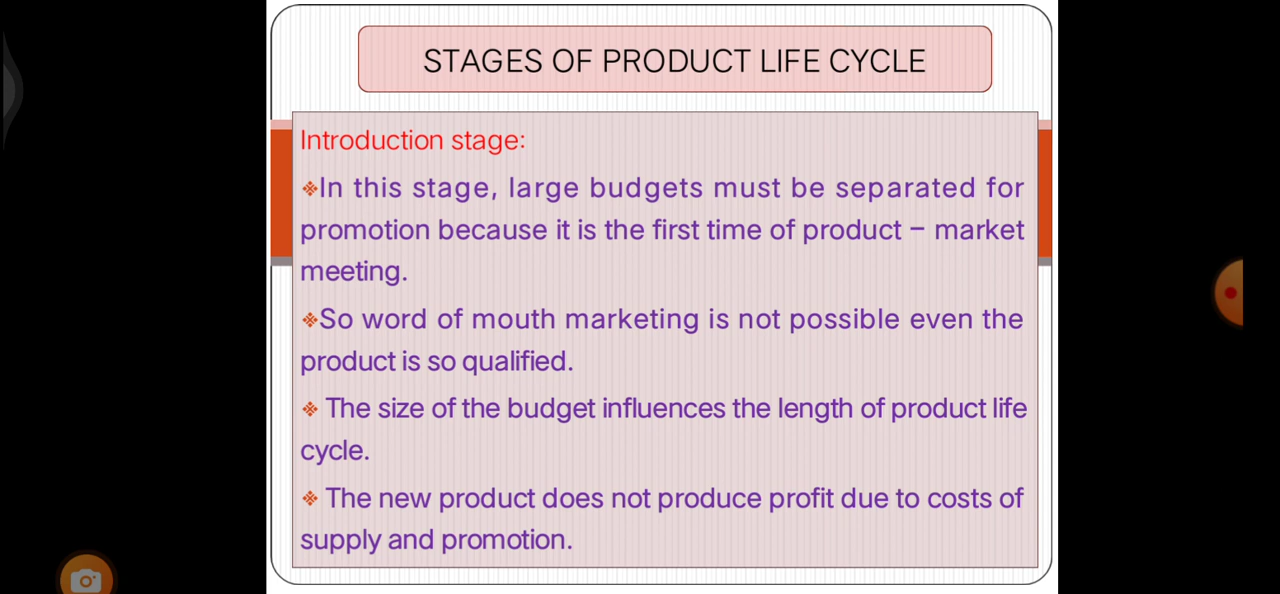 STAGES OF PRODUCT LIFE CYCLE
Introduction stage:
❖In this stage, large budgets must be separated for
promotion because it is the first time of product – market
meeting.
❖So word of mouth marketing is not possible even the
product is so qualified.
❖ The size of the budget influences the length of product life
cycle.
❖ The new product does not produce profit due to costs of
supply and promotion.